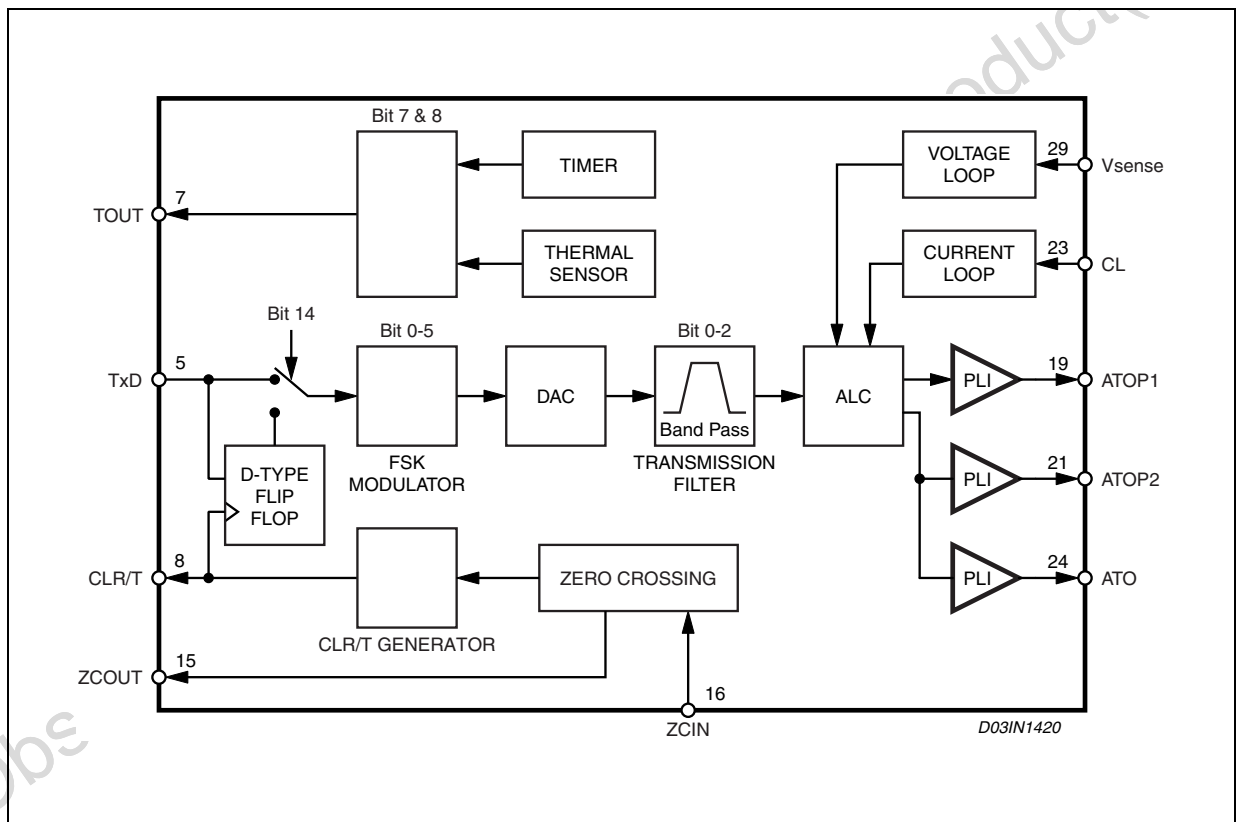 oduct(
Bit 7 & 8
TIMER
VOLTAGE
LOOP
29
Vsense
7
TOUT
THERMAL
SENSOR
CURRENT
LOOP
23
CL
Bit 14
Bit 0-5
Bit 0-2
5
TxD
DAC
Band Pass
ALC
PLI
19
ATOP1
FSK
MODULATOR
TRANSMISSION
FILTER
D-TYPE
FLIP
FLOP
PLI
21
ATOP2
8
CLR/T
ZERO CROSSING
PLI
24
ATO
CLR/T GENERATOR
15
ZCOUT
16
ZCIN
D03IN1420
Obs